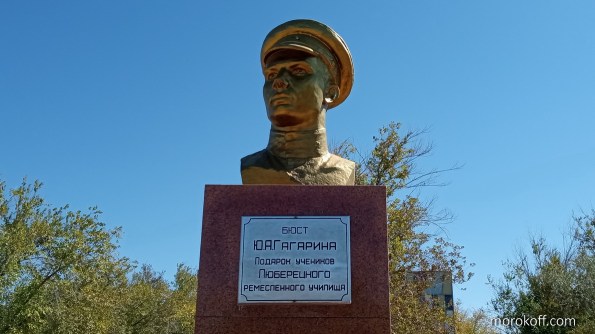 БЮСТ
Ю.А.ГАГАРИНА
ПОДАРОК УЧЕНИКОВ
ЛЮБЕРЕЦКОГО
РЕМЕСЛЕННОГО УЧИЛИЩА
morokoff.com